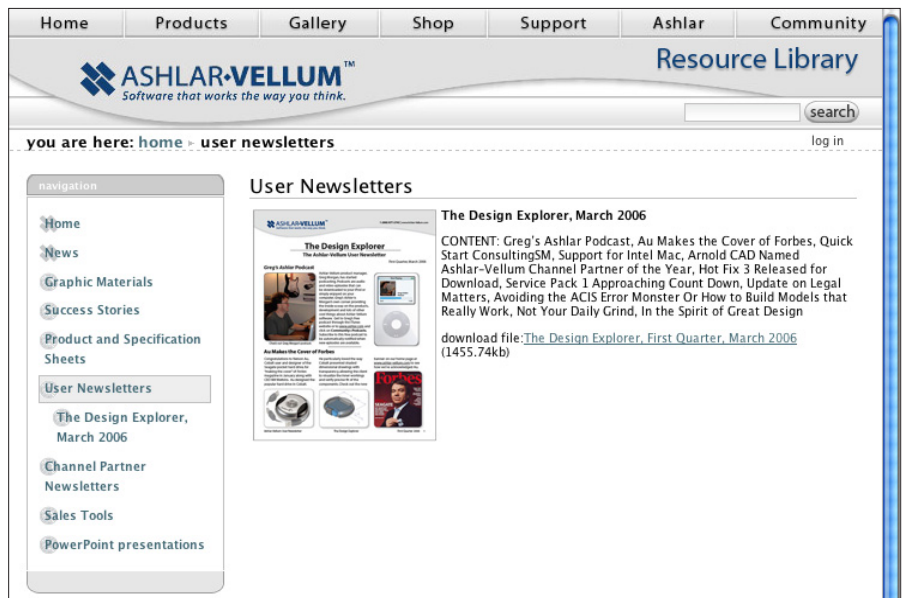 Home Products Gallery Shop Support Ashlar Community
ASHLAR•VELLUM™
Software that works the way you think.
Resource Library
search
you are here: home ▸ user newsletters
log in
navigation
Home
News
Graphic Materials
Success Stories
Product and Specification
Sheets
User Newsletters
The Design Explorer,
March 2006
Channel Partner
Newsletters
Sales Tools
PowerPoint presentations
User Newsletters
ASHLAR-VELLUM
The Design Explorer
The Ashlar-Vellum User Newsletter
First Quarter, March 2006
Greg's Ashlar Podcast
Au Makes the Cover of Forbes
Forbes
The Design Explorer, March 2006
CONTENT: Greg's Ashlar Podcast, Au Makes the Cover of Forbes, Quick
Start ConsultingSM, Support for Intel Mac, Arnold CAD Named
Ashlar-Vellum Channel Partner of the Year, Hot Fix 3 Released for
Download, Service Pack 1 Approaching Count Down, Update on Legal
Matters, Avoiding the ACIS Error Monster Or How to Build Models that
Really Work, Not Your Daily Grind, In the Spirit of Great Design
download file:The Design Explorer, First Quarter, March 2006
(1455.74kb)